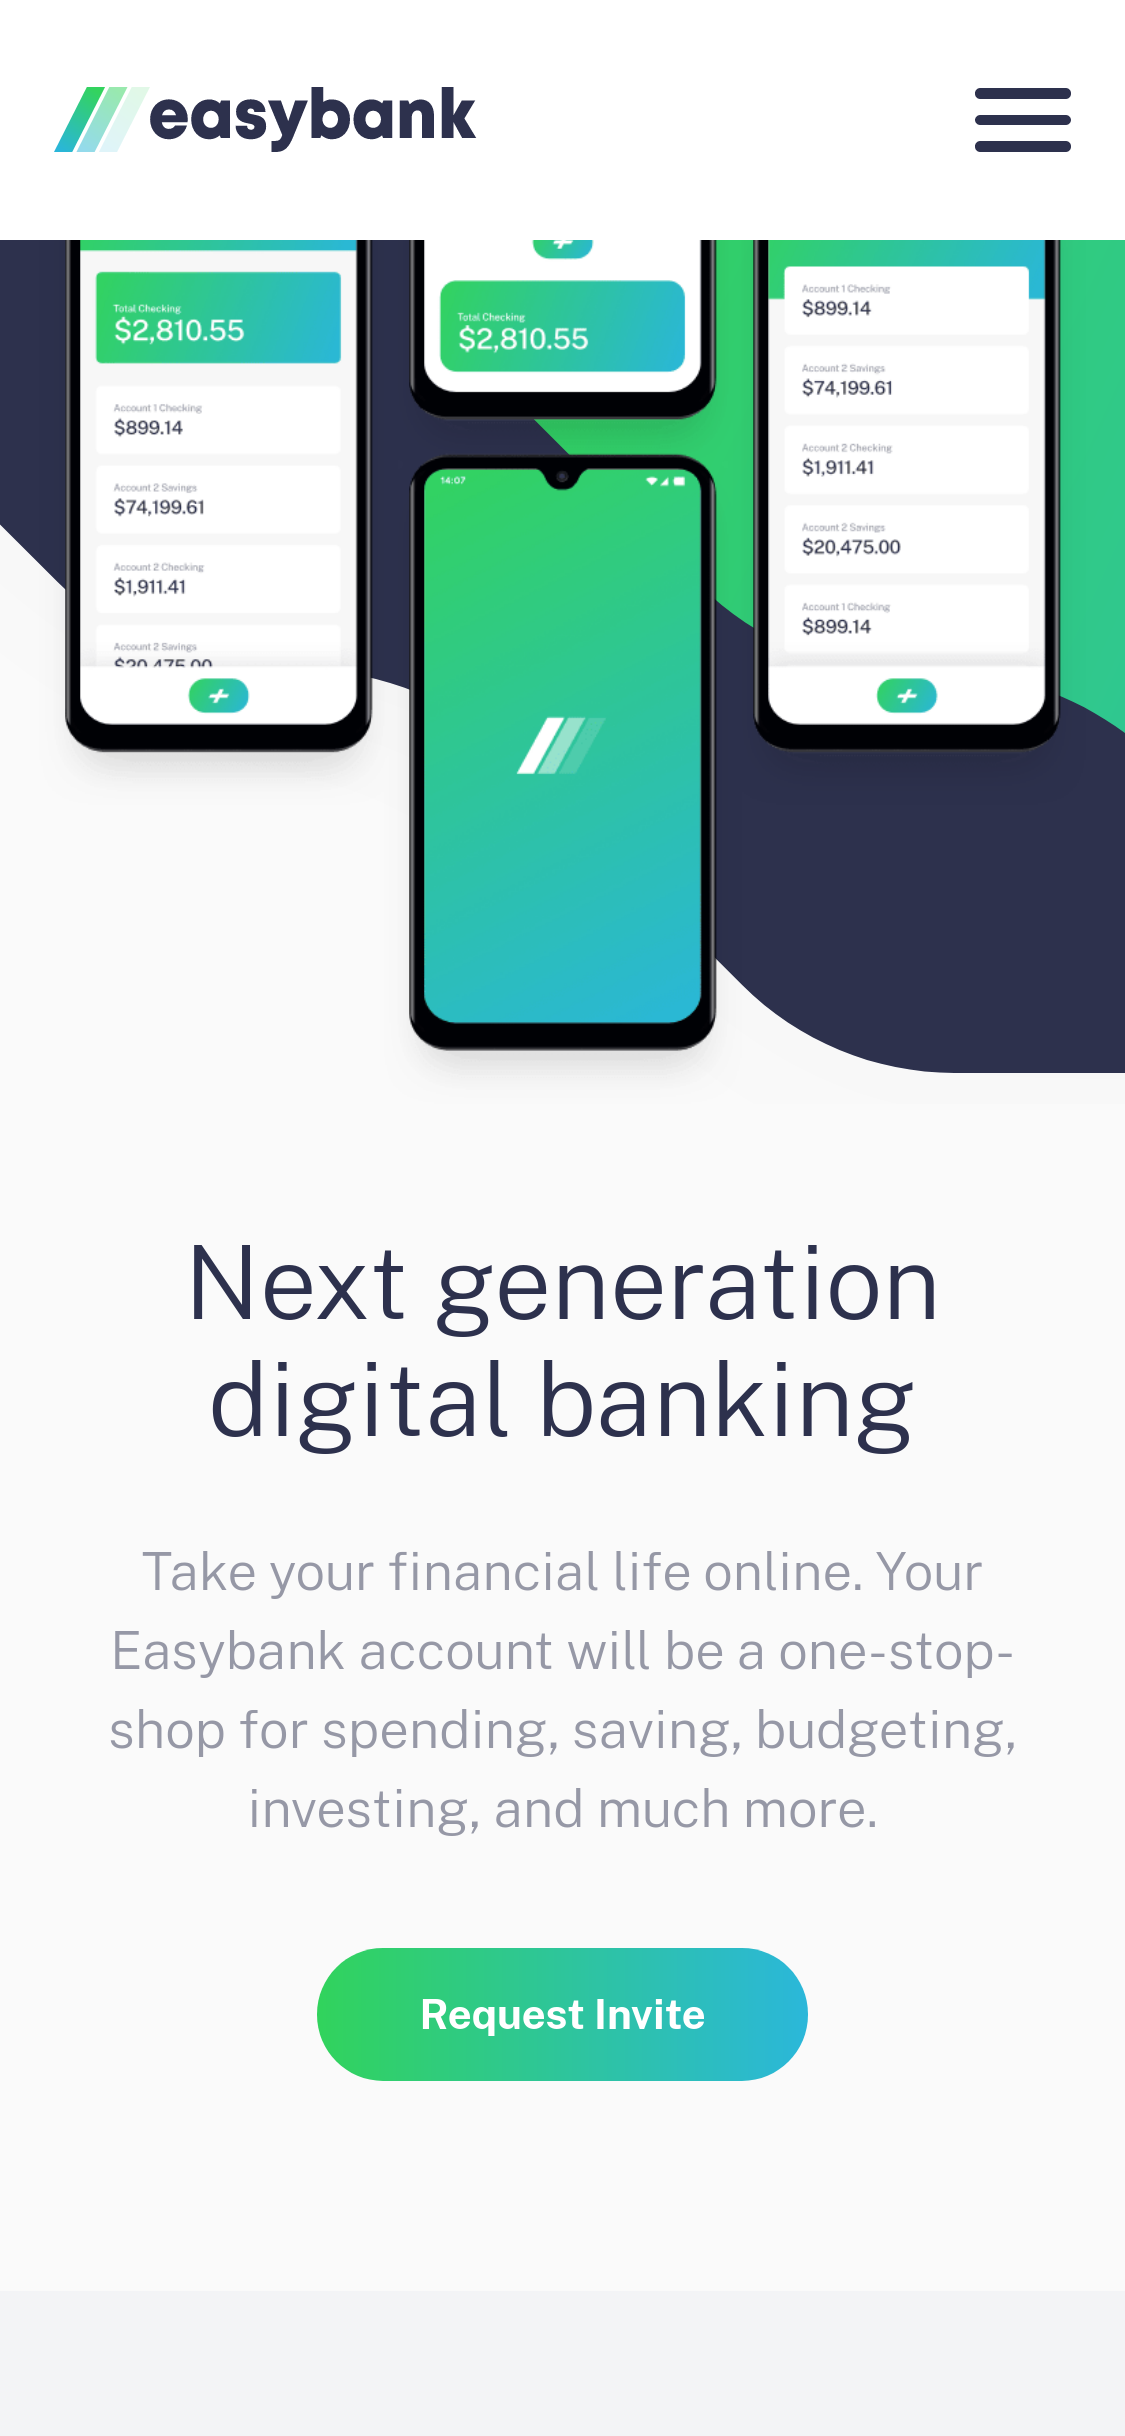 easybank
Total Checking
$2,810.55
Account 1 Checking
$899.14
Account 2 Savings
$74,199.61
Account 2 Checking
$1,911.41
Account 2 Savings
$20,475.00
Total Checking
$2,810.55
14:07
Account 1 Checking
$899.14
Account 2 Savings
$74,199.61
Account 2 Checking
$1,911.41
Account 2 Savings
$20,475.00
Account 1 Checking
$899.14
Next generation
digital banking
Take your financial life online. Your
Easybank account will be a one-stop-
shop for spending, saving, budgeting,
investing, and much more.
Request Invite